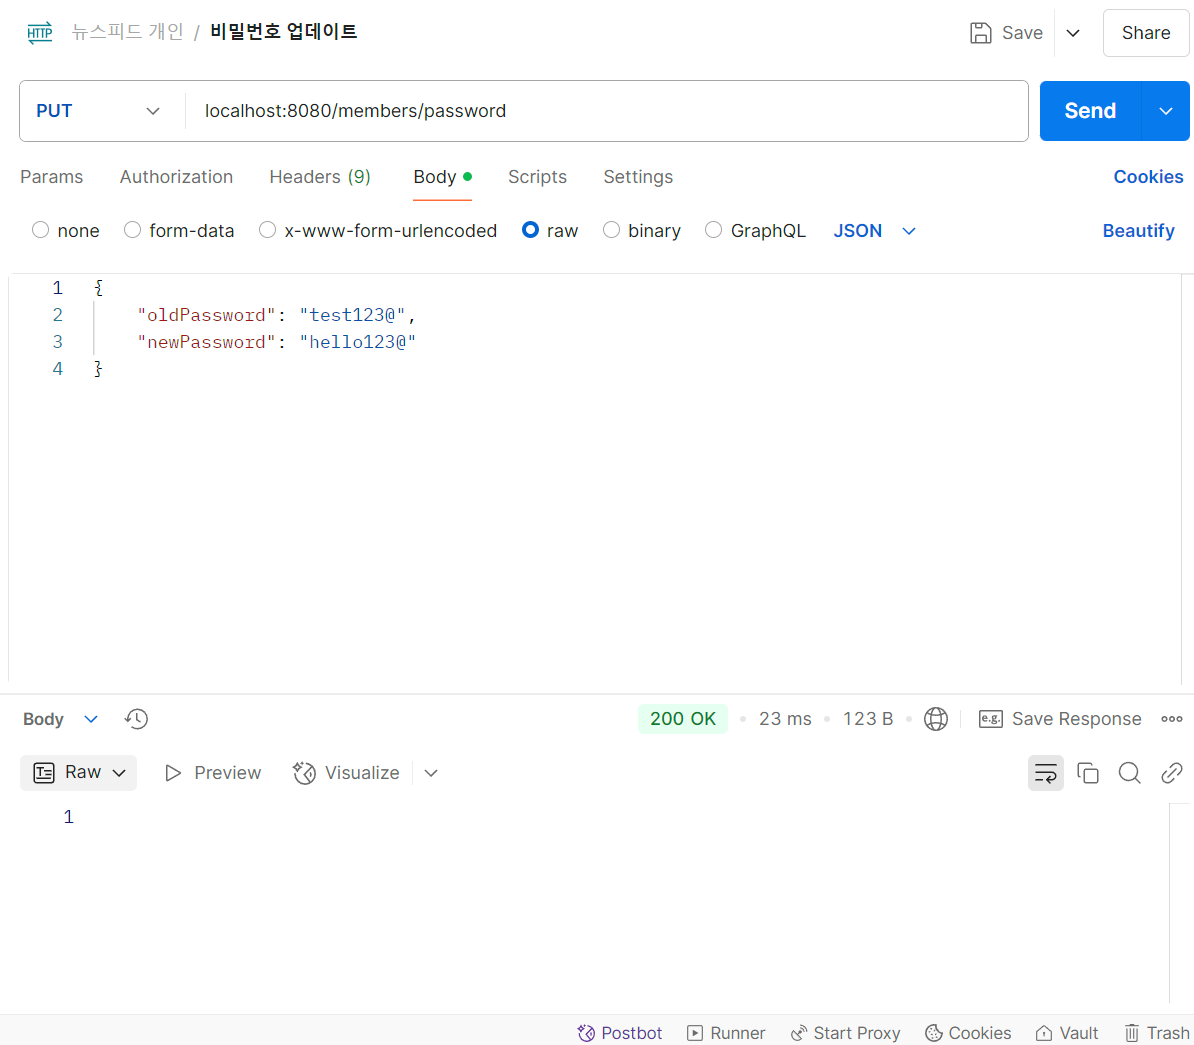 HTTP 뉴스피드 개인 / 비밀번호 업데이트 Save Share
PUT localhost:8080/members/password Send
Params Authorization Headers (9) Body Scripts Settings Cookies
none form-data x-www-form-urlencoded raw binary GraphQL JSON Beautify
1 {
2 "oldPassword": "test123@",
3 "newPassword": "hello123@"
4 }
Body 200 OK 23 ms 123 B e.g. Save Response
Raw Preview Visualize
1
Postbot Runner Start Proxy Cookies Vault Trash